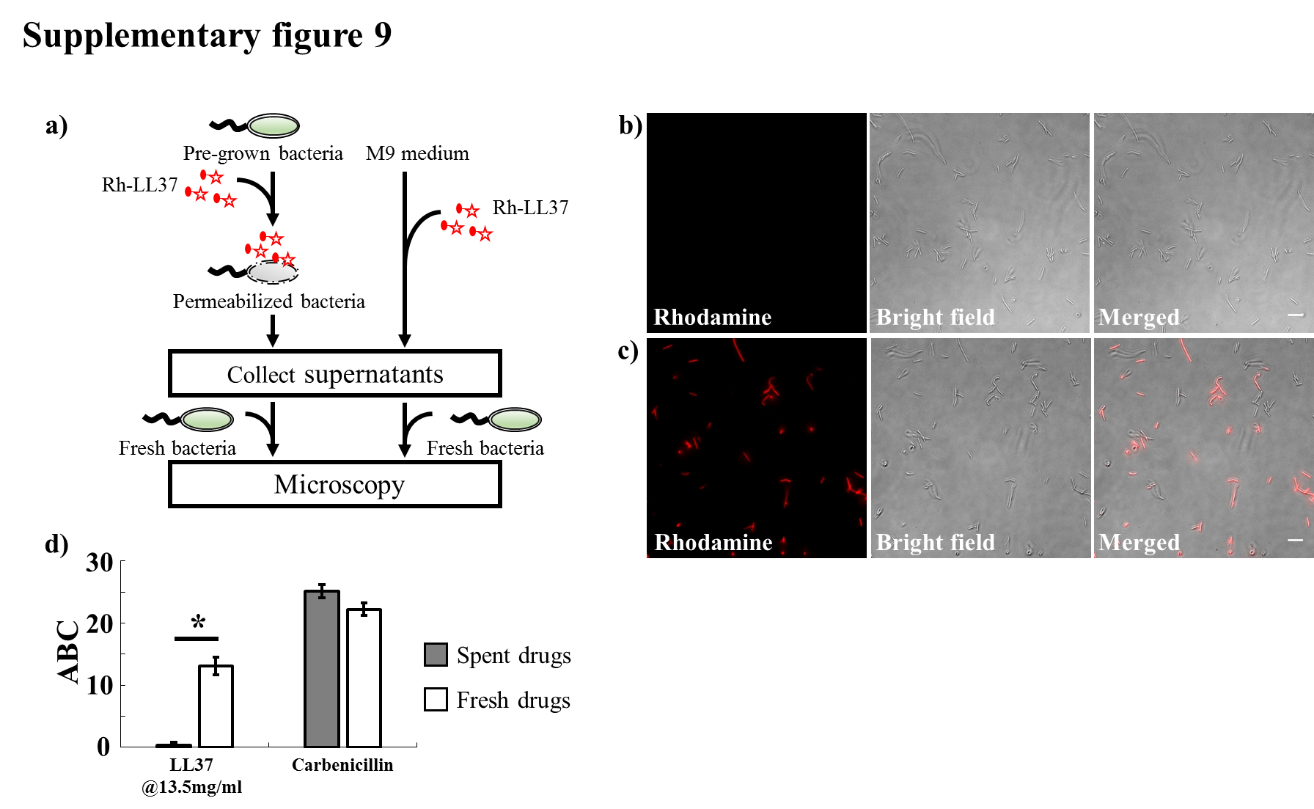 Supplementary figure 9
a)
Pre-grown bacteria
M9 medium
Rh-LL37
Rh-LL37
Permeabilized bacteria
Collect supernatants
Fresh bacteria
Fresh bacteria
Microscopy
b)
Rhodamine
Bright field
Merged
c)
Rhodamine
Bright field
Merged
d)
ABC
30
20
10
0
*
LL37
@13.5mg/ml
Carbenicillin
Spent drugs
Fresh drugs